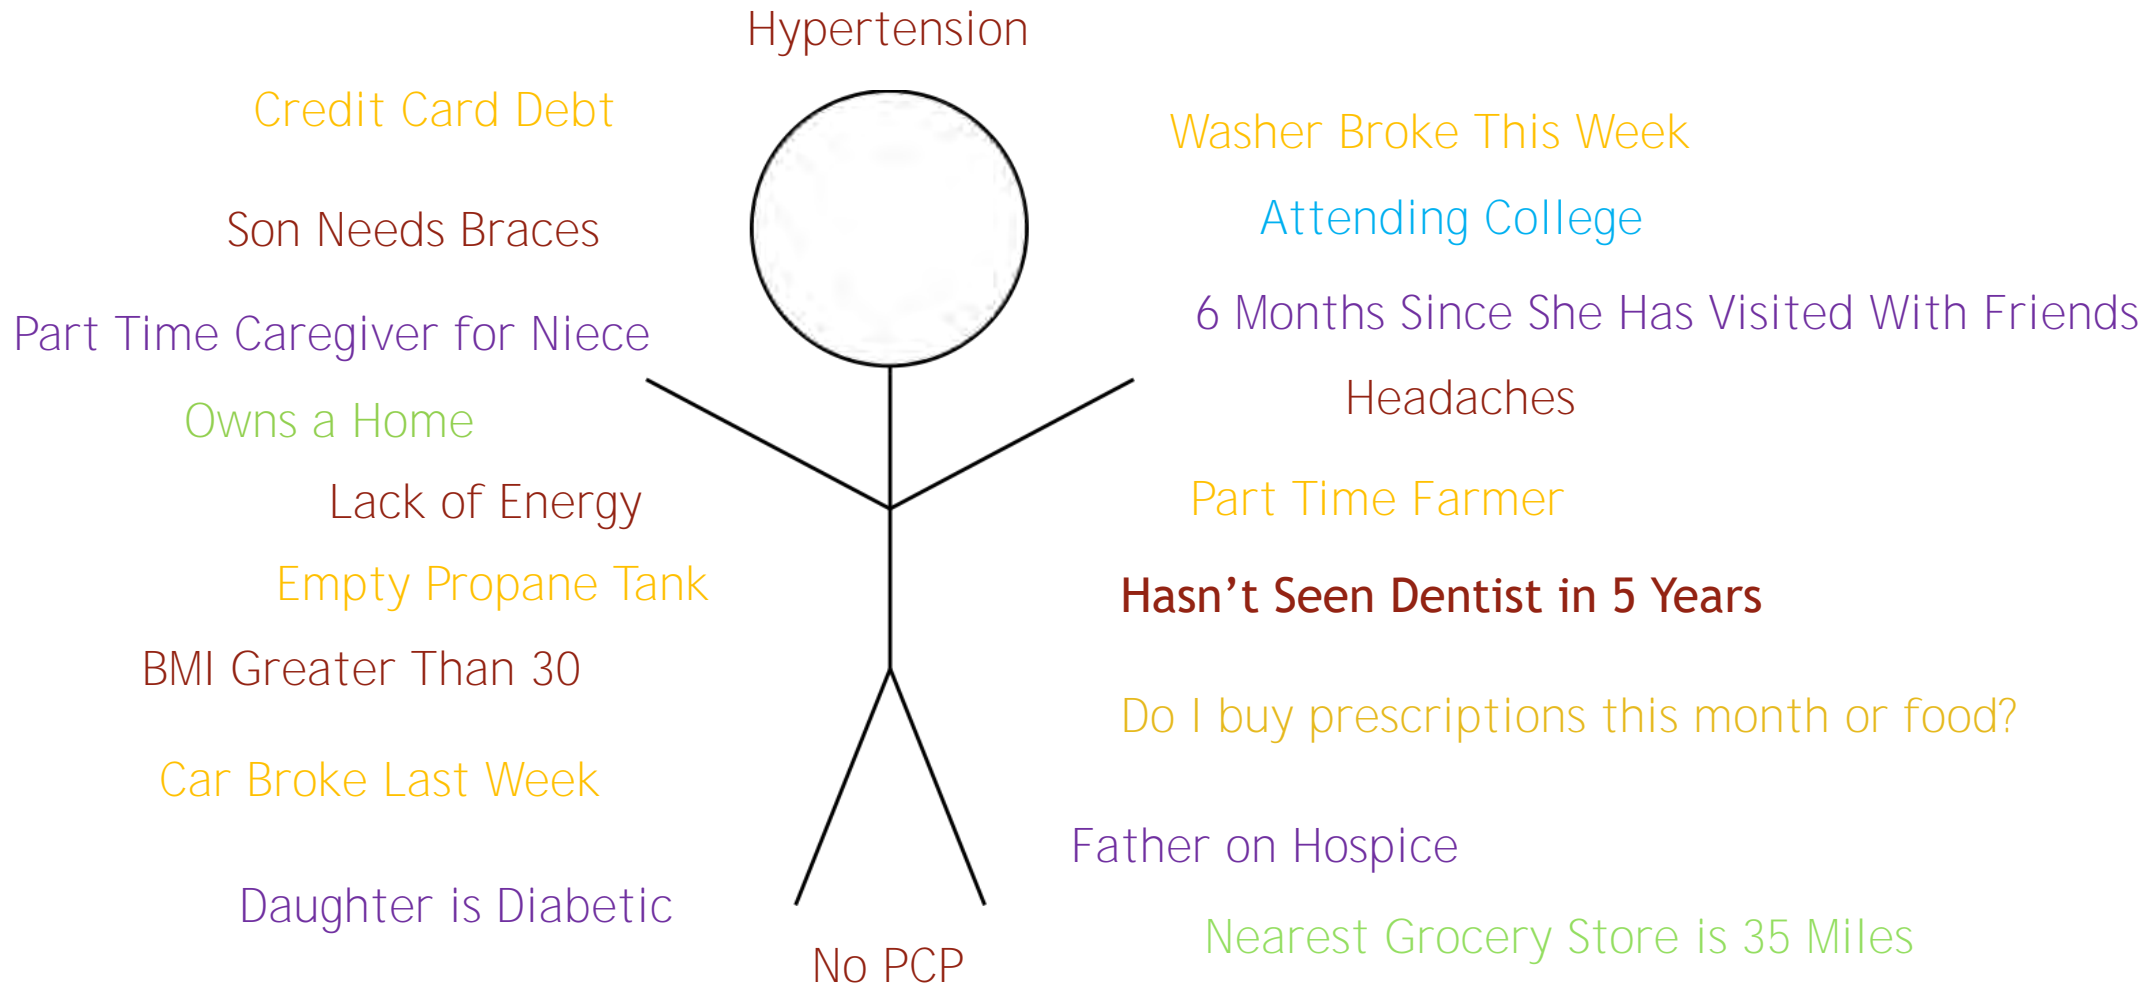 Hypertension
Credit Card Debt
Washer Broke This Week
Son Needs Braces
Attending College
Part Time Caregiver for Niece
6 Months Since She Has Visited With Friends
Owns a Home
Headaches
Lack of Energy
Part Time Farmer
Empty Propane Tank
Hasn’t Seen Dentist in 5 Years
BMI Greater Than 30
Do I buy prescriptions this month or food?
Car Broke Last Week
Father on Hospice
Daughter is Diabetic
Nearest Grocery Store is 35 Miles
No PCP